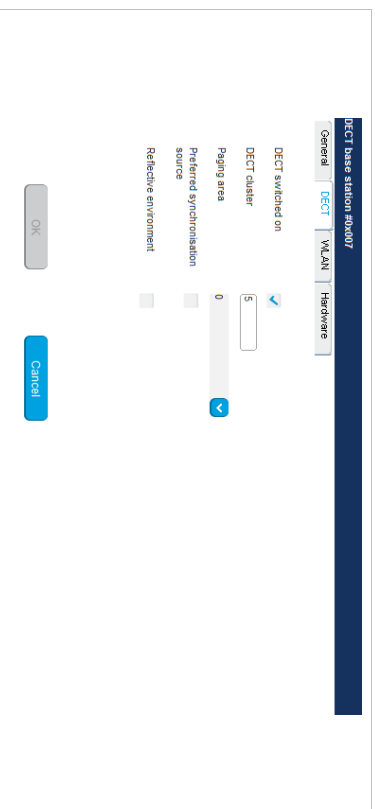 DECT base station #0x007
General
DECT
WLAN
Hardware
DECT switched on
DECT cluster
5
Paging area
0
Preferred synchronisation
source
Reflective environment
OK
Cancel